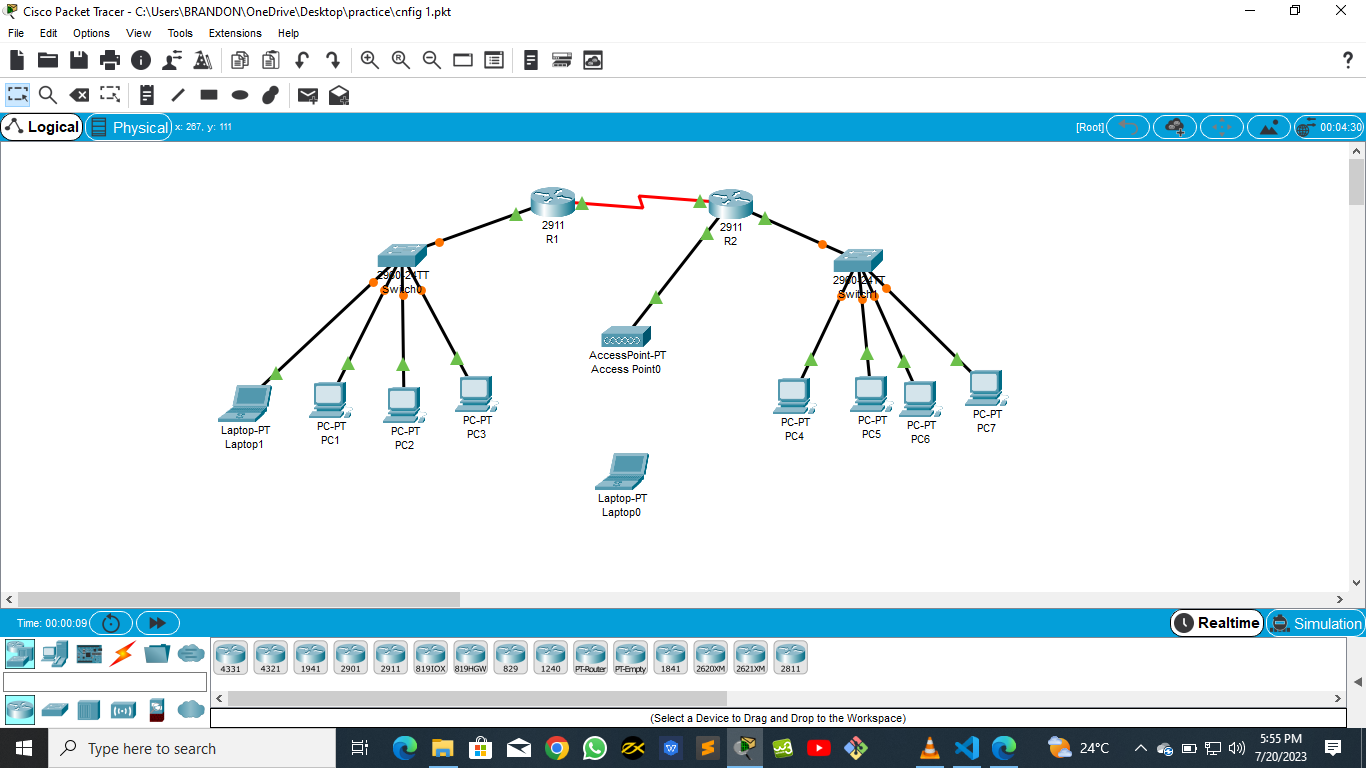 Cisco Packet Tracer - C:\Users\BRANDON\OneDrive\Desktop\practice\cnfig 1.pkt
File Edit Options View Tools Extensions Help
?
Logical Physical x: 267, y: 111 [Root] 00:04:30
2911
R1
2911
R2
2960-24TT
Switch0
2960-24TT
Switch1
AccessPoint-PT
Access Point0
Laptop-PT
Laptop1
PC-PT
PC1
PC-PT
PC2
PC-PT
PC3
PC-PT
PC4
PC-PT
PC5
PC-PT
PC6
PC-PT
PC7
Laptop-PT
Laptop0
Time: 00:00:09 Realtime Simulation
4331 4321 1941 2901 2911 819IOX 819HGW 829 1240 PT-Router PT-Empty 1841 2620XM 2621XM 2811
(Select a Device to Drag and Drop to the Workspace)
Type here to search
24°C
5:55 PM
7/20/2023